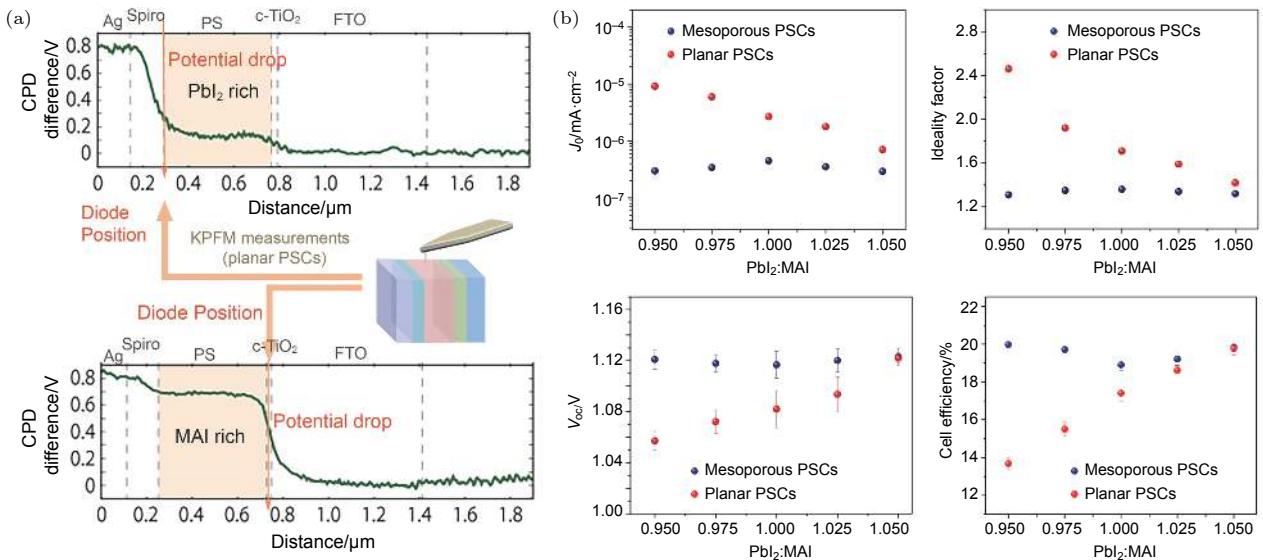 (a)
Ag Spiro PS c-TiO₂ FTO
CPD
difference/V
0.8
0.6
0.4
0.2
0
Potential drop
PbI₂ rich
0 0.2 0.4 0.6 0.8 1.0 1.2 1.4 1.6 1.8
Distance/μm
Diode
Position
KPFM measurements
(planar PSCs)
Diode Position
Ag Spiro PS c-TiO₂ FTO
CPD
difference/V
0.8
0.6
0.4
0.2
0
Potential drop
MAI rich
0 0.2 0.4 0.6 0.8 1.0 1.2 1.4 1.6 1.8
Distance/μm
(b)
Mesoporous PSCs
Planar PSCs
J₀/mA·cm−2
10−4
10−5
10−6
10−7
0.950 0.975 1.000 1.025 1.050
PbI₂:MAI
Mesoporous PSCs
Planar PSCs
Ideality factor
2.8
2.4
2.0
1.6
1.2
0.950 0.975 1.000 1.025 1.050
PbI₂:MAI
Voc/V
1.16
1.12
1.08
1.04
1.00
Mesoporous PSCs
Planar PSCs
0.950 0.975 1.000 1.025 1.050
PbI₂:MAI
Cell efficiency/%
22
21
20
19
18
17
16
15
14
13
12
Mesoporous PSCs
Planar PSCs
0.950 0.975 1.000 1.025 1.050
PbI₂:MAI